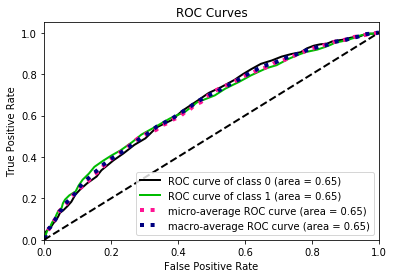 ROC Curves
True Positive Rate
1.0
0.8
0.6
0.4
0.2
0.0
ROC curve of class 0 (area = 0.65)
ROC curve of class 1 (area = 0.65)
micro-average ROC curve (area = 0.65)
macro-average ROC curve (area = 0.65)
0.0 0.2 0.4 0.6 0.8 1.0
False Positive Rate